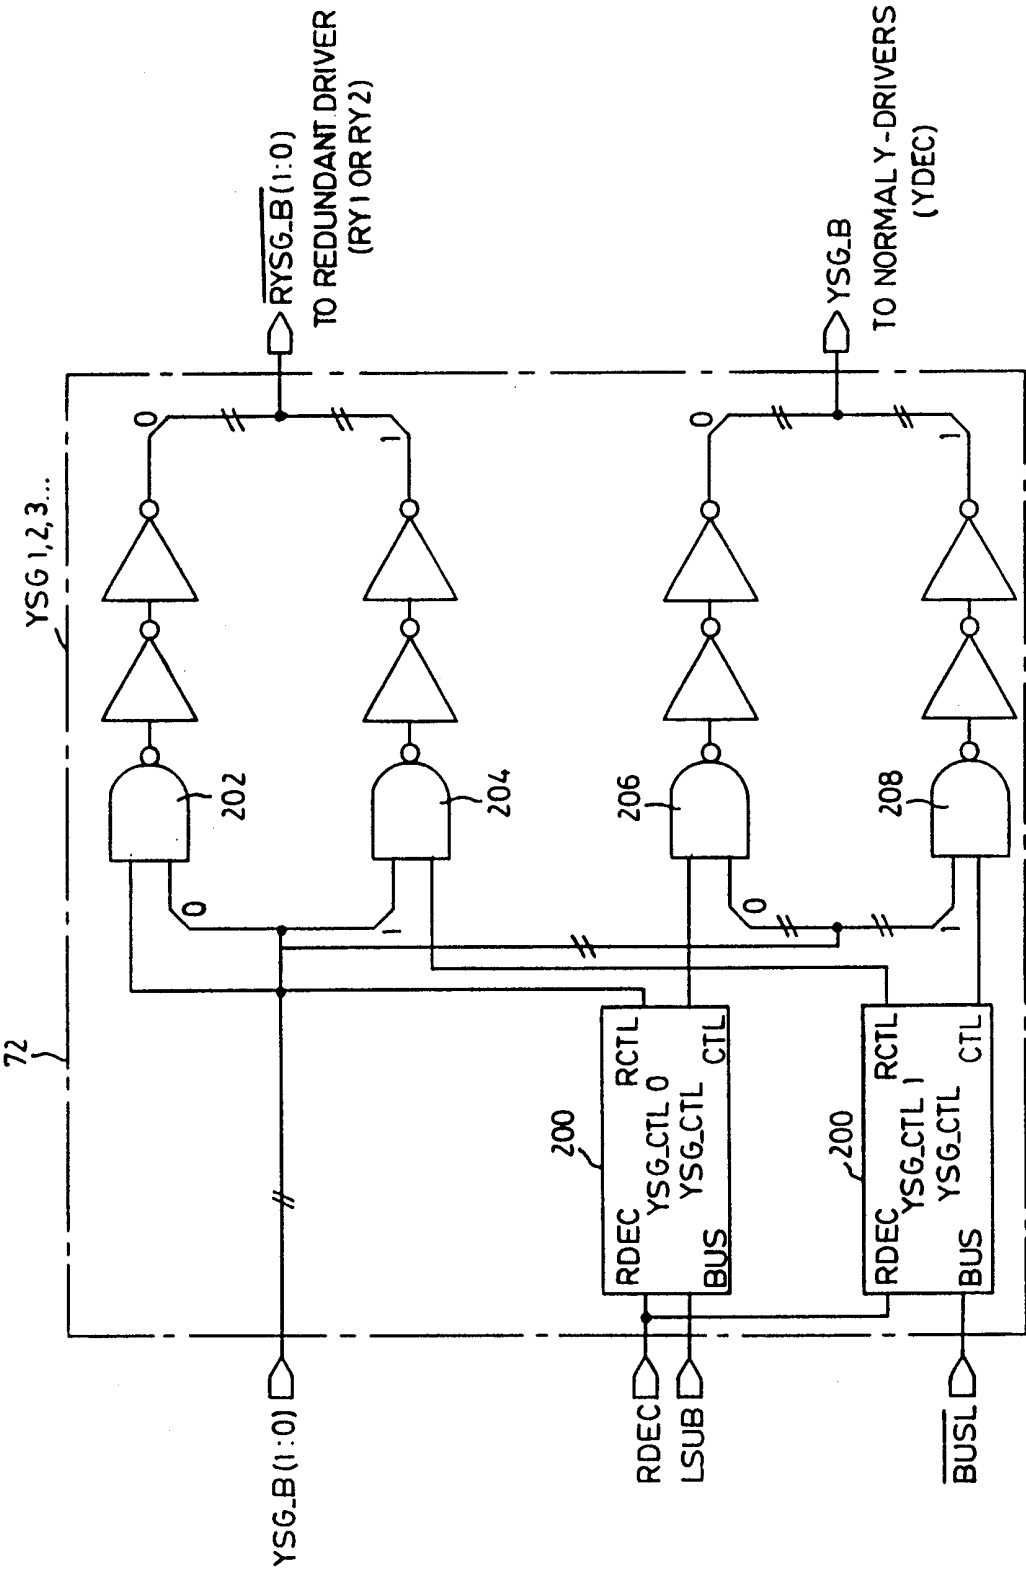 72
YSG 1,2,3...
YSG_B(1:0)
RYSG_B(1:0)
TO REDUNDANT DRIVER
(RY1 OR RY2)
0
1
202
204
0
1
RDEC
LSUB
BUSL
200
RDEC
RCTL
YSG_CTL 0
YSG_CTL
BUS
CTL
200
RDEC
RCTL
YSG_CTL 1
YSG_CTL
BUS
CTL
0
1
206
208
0
1
YSG_B
TO NORMAL Y-DRIVERS
(YDEC)